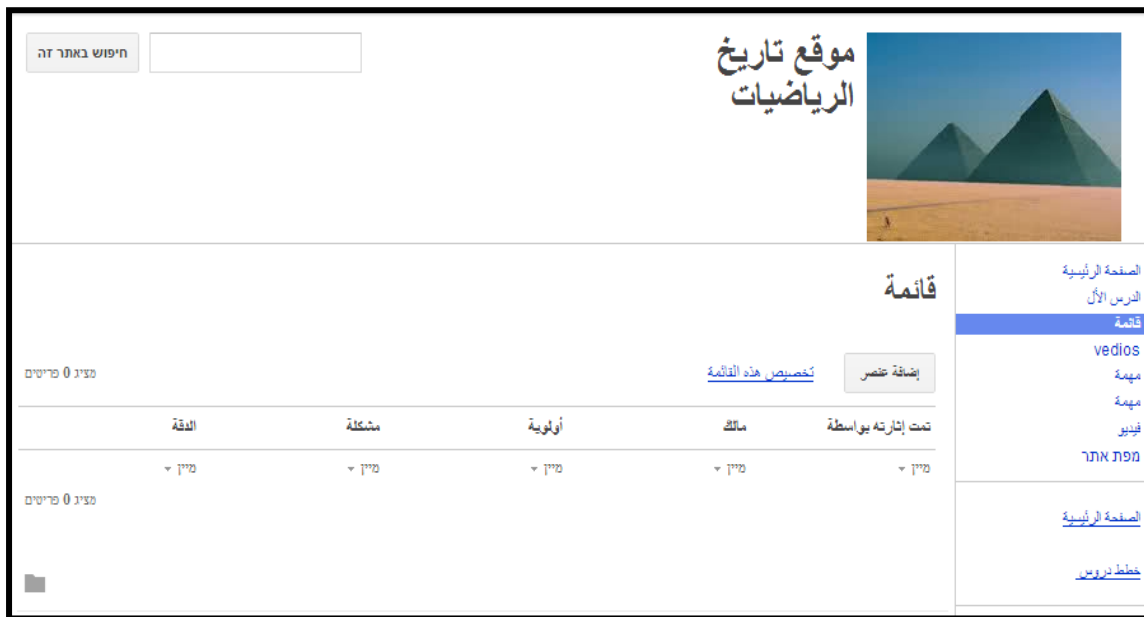 موقع تاريخ
الرياضيات
חיפוש באתר זה
الصفحة الرئيسية
الدرس الأل
قائمة
vedios
مهمة
مهمة
فيديو
מפת אתר
الصفحة الرئيسية
خطط دروس
قائمة
إضافة عنصر تخصيص هذه القائمة מציג 0 פריטים
تمت إثارته بواسطة مالك أولوية مشكلة الدقة
מיין מיין מיין מיין מיין
מציג 0 פריטים